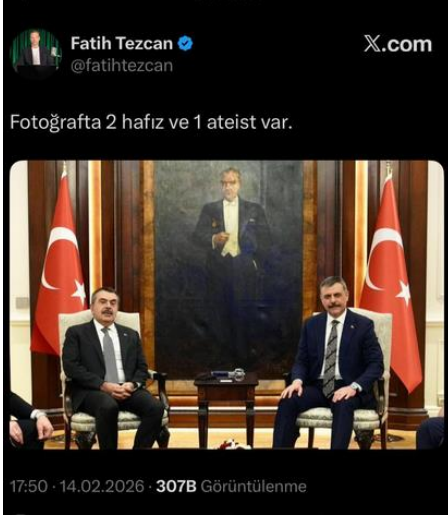 Fatih Tezcan
X.com
@fatihtezcan
Fotoğrafta 2 hafız ve 1 ateist var.
17:50 · 14.02.2026 · 307B Görüntülenme